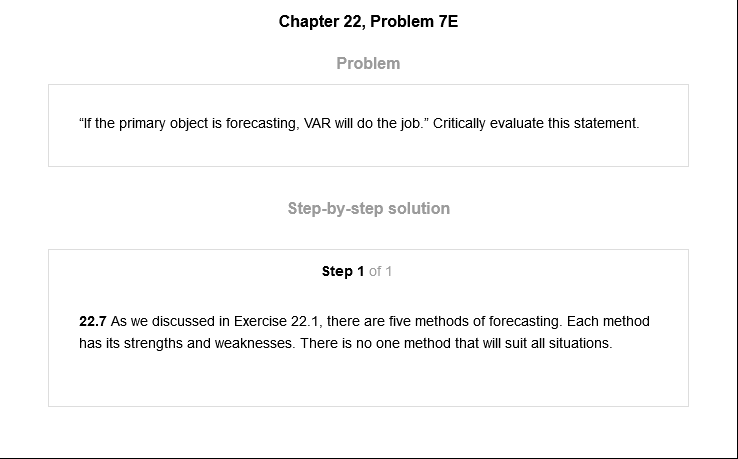 Chapter 22, Problem 7E
Problem
“If the primary object is forecasting, VAR will do the job.” Critically evaluate this statement.
Step-by-step solution
Step 1 of 1
22.7 As we discussed in Exercise 22.1, there are five methods of forecasting. Each method
has its strengths and weaknesses. There is no one method that will suit all situations.